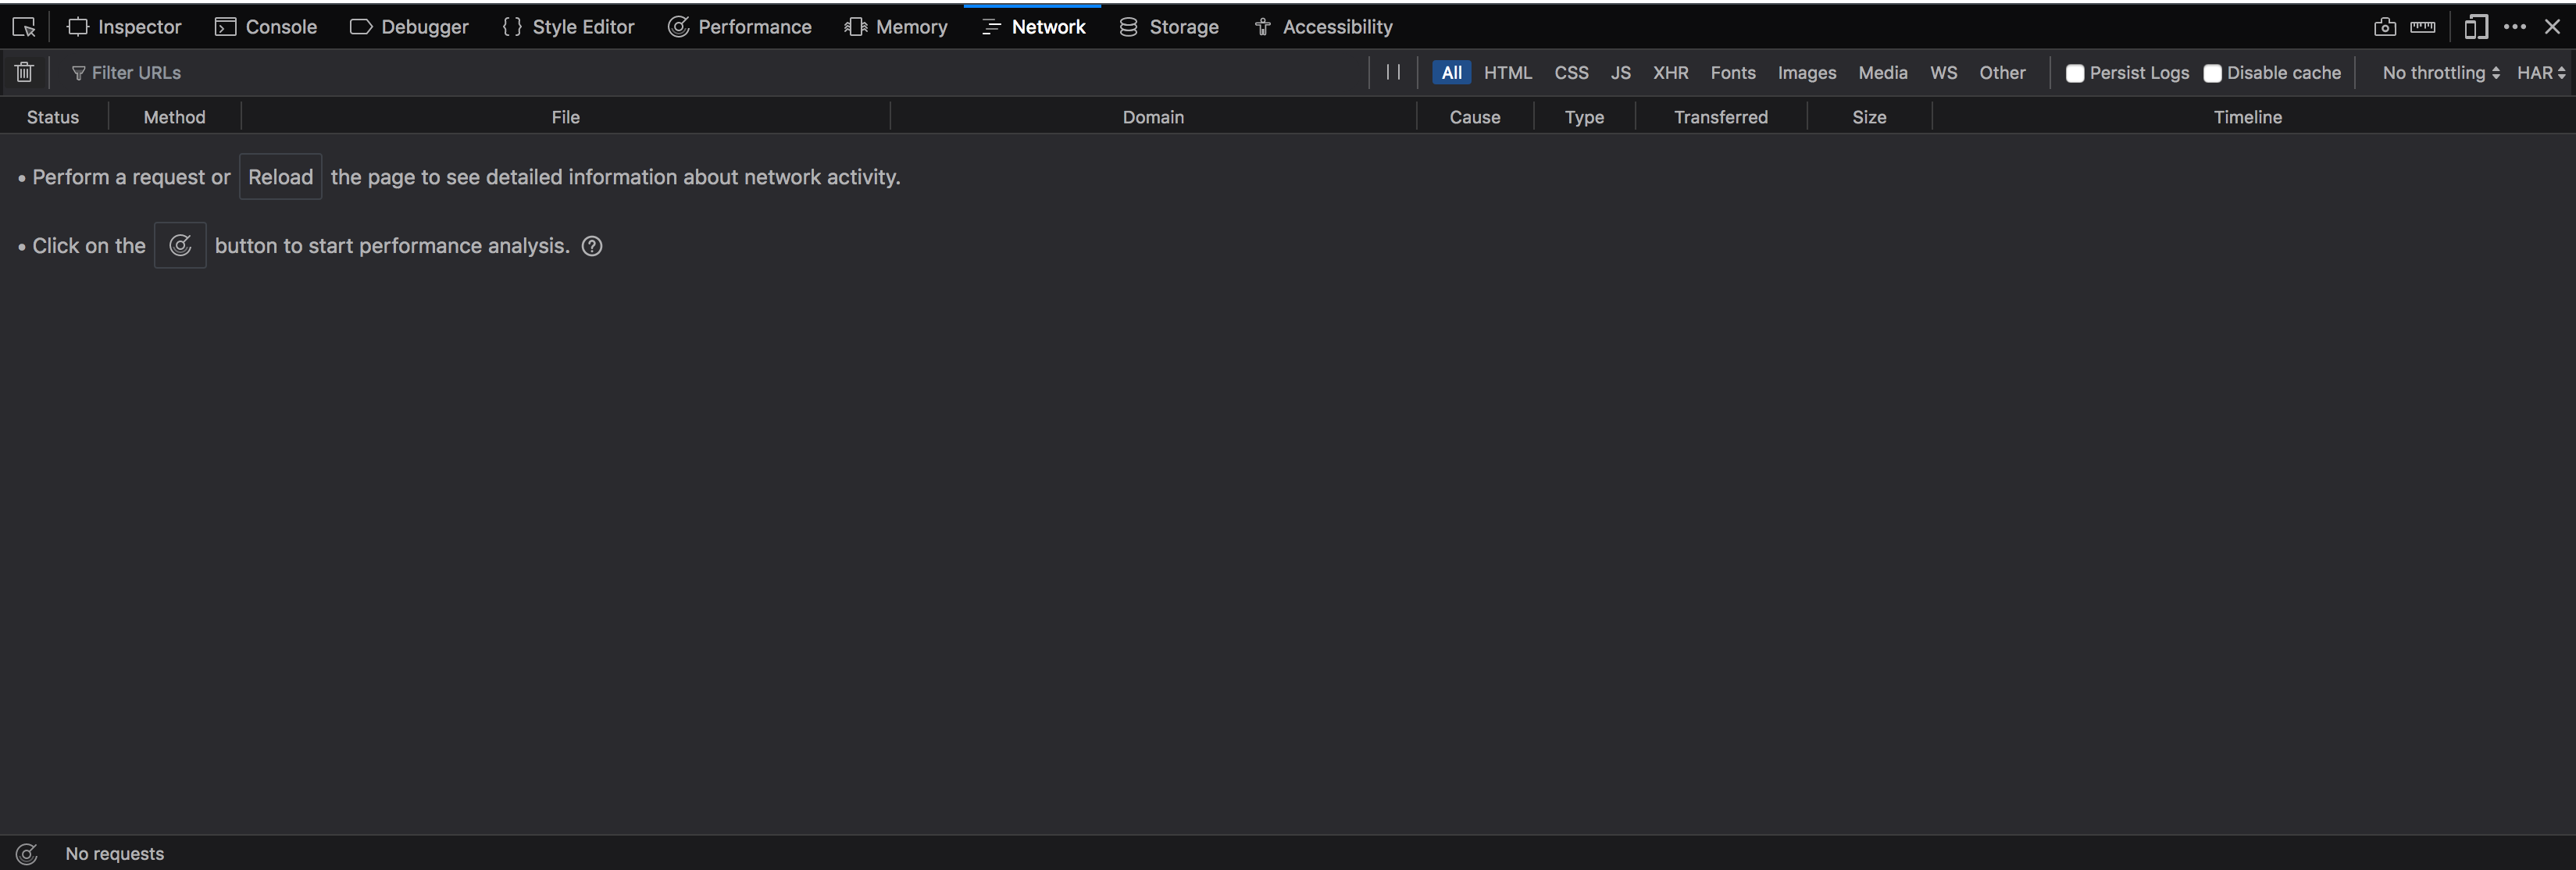 Inspector Console Debugger { } Style Editor Performance Memory Network Storage Accessibility
Filter URLs All HTML CSS JS XHR Fonts Images Media WS Other Persist Logs Disable cache No throttling HAR
Status Method File Domain Cause Type Transferred Size Timeline
• Perform a request or Reload the page to see detailed information about network activity.
• Click on the button to start performance analysis. ?
No requests